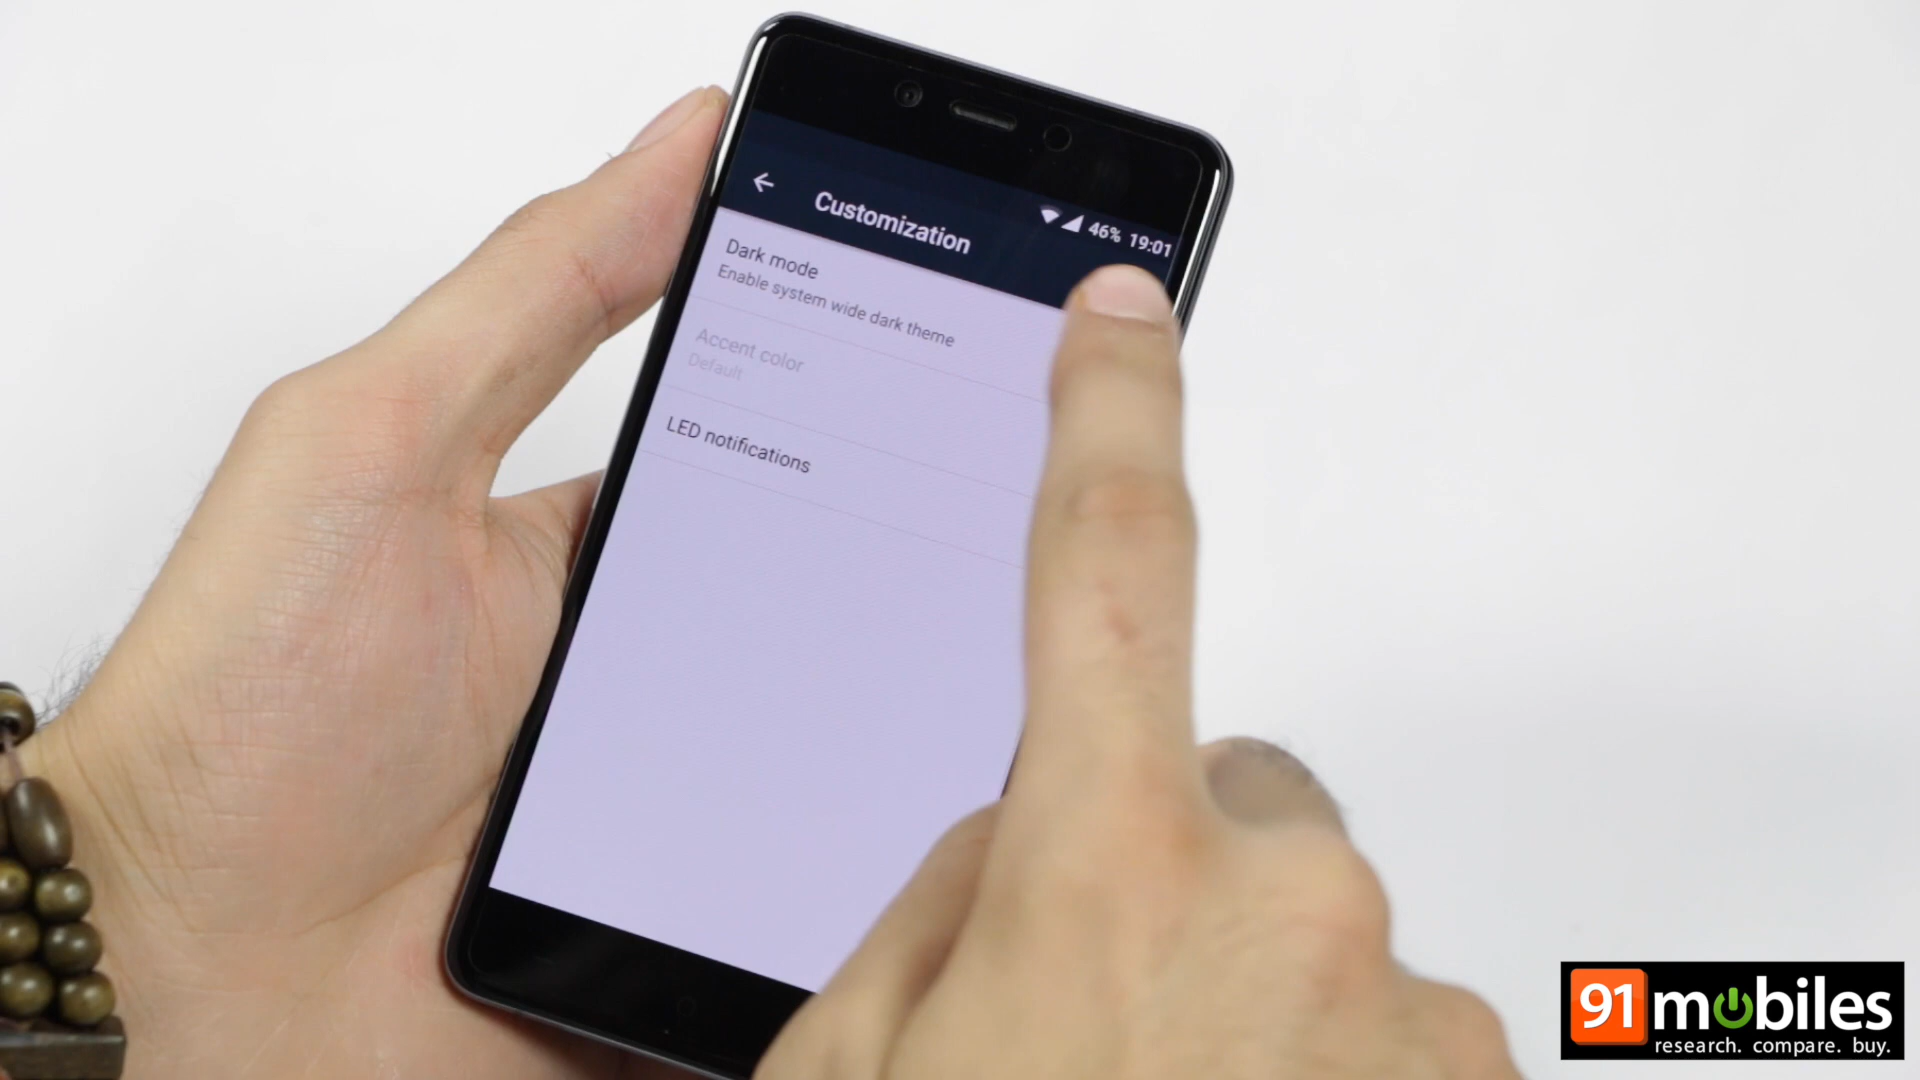 46% 19:01
Customization
Dark mode
Enable system wide dark theme
Accent color
Default
LED notifications
91mobiles
research. compare. buy.